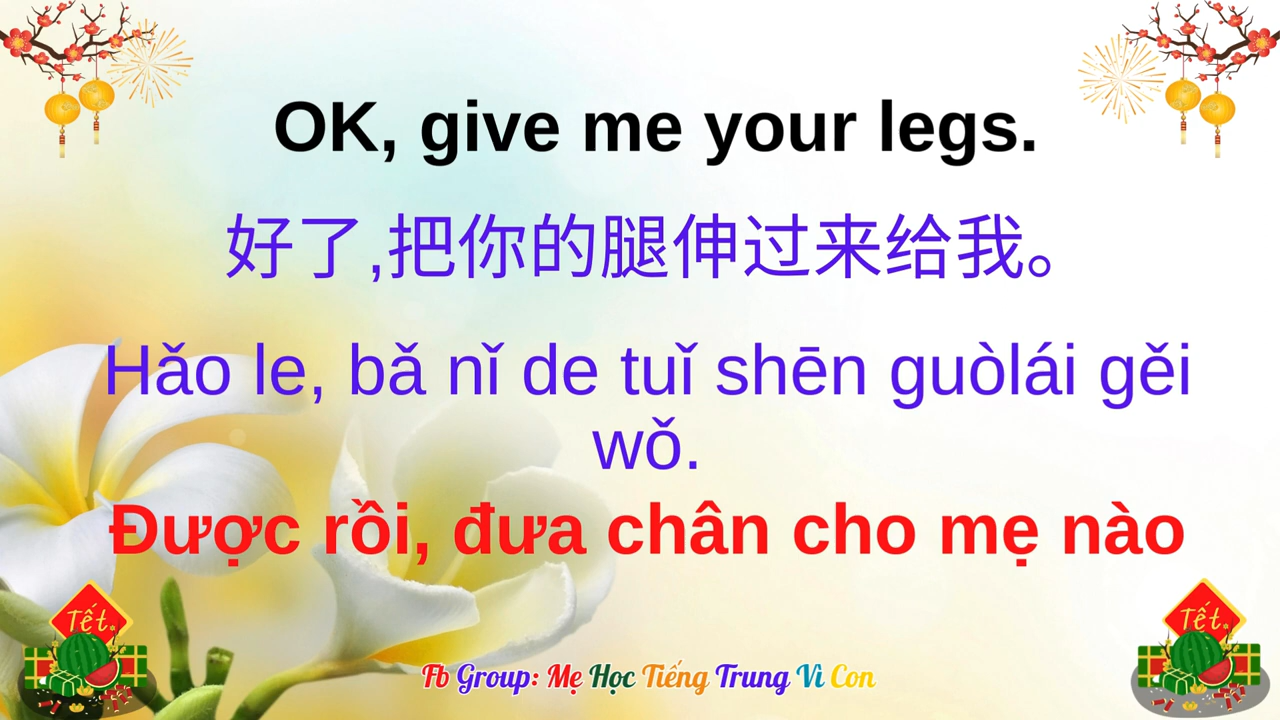 OK, give me your legs.
好了,把你的腿伸过来给我。
Hǎo le, bǎ nǐ de tuǐ shēn guòlái gěi
wǒ.
Được rồi, đưa chân cho mẹ nào
Tết
Tết
Fb Group: Mẹ Học Tiếng Trung Vì Con